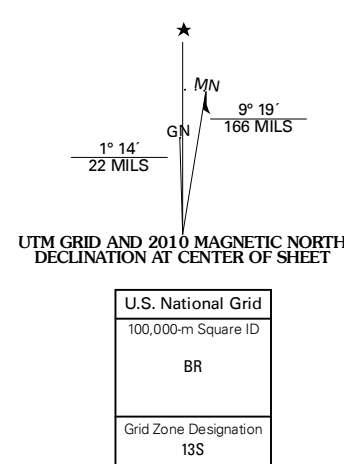 MN
GN
9° 19´
166 MILS
1° 14´
22 MILS
UTM GRID AND 2010 MAGNETIC NORTH
DECLINATION AT CENTER OF SHEET
U.S. National Grid
100,000-m Square ID
BR
Grid Zone Designation
13S